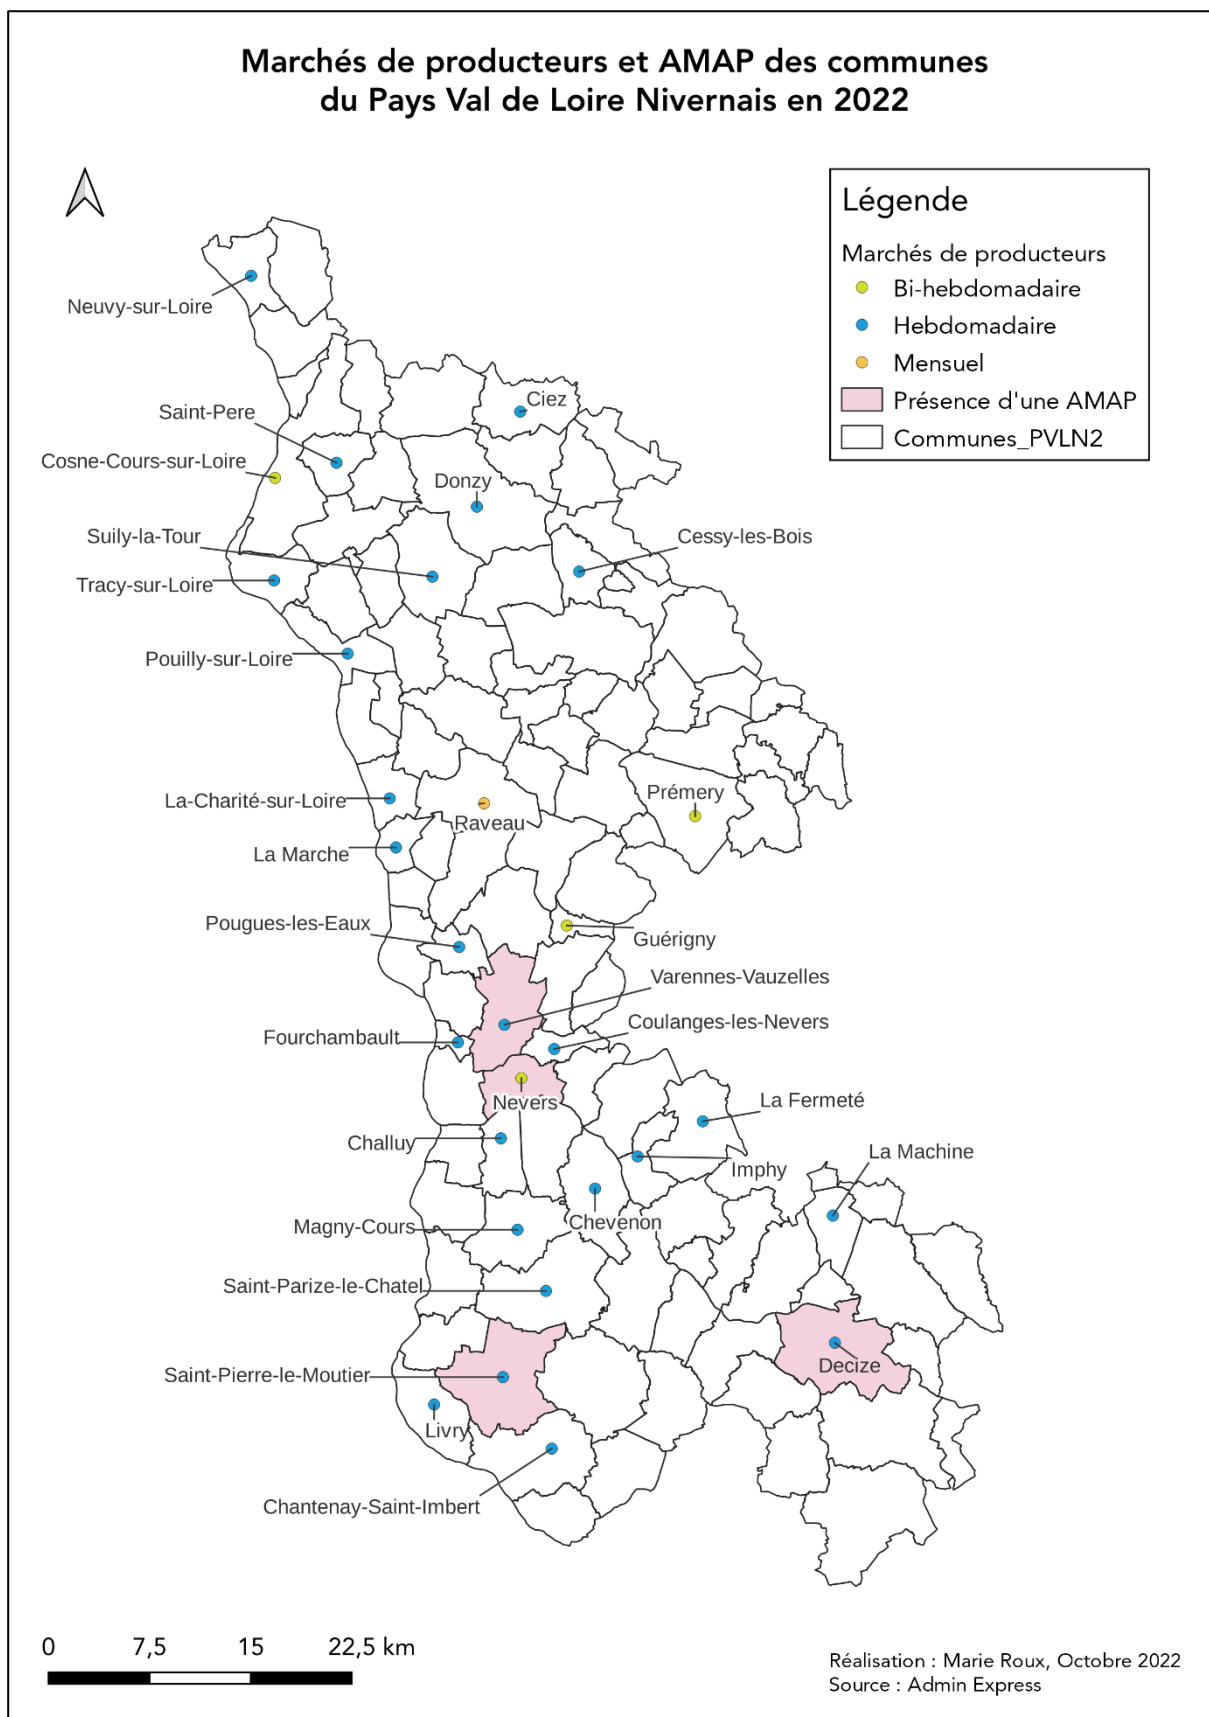 Marchés de producteurs et AMAP des communes
du Pays Val de Loire Nivernais en 2022
Légende
Marchés de producteurs
Bi-hebdomadaire
Hebdomadaire
Mensuel
Présence d'une AMAP
Communes_PVLN2
Neuvy-sur-Loire
Ciez
Saint-Pere
Cosne-Cours-sur-Loire
Donzy
Suily-la-Tour
Cessy-les-Bois
Tracy-sur-Loire
Pouilly-sur-Loire
Prémery
La-Charité-sur-Loire
Raveau
La Marche
Pougues-les-Eaux
Guérigny
Varennes-Vauzelles
Coulanges-les-Nevers
Fourchambault
Nevers
La Fermeté
Challuy
La Machine
Imphy
Chevenon
Magny-Cours
Saint-Parize-le-Chatel
Decize
Saint-Pierre-le-Moutier
Livry
Chantenay-Saint-Imbert
0 7,5 15 22,5 km
Réalisation : Marie Roux, Octobre 2022
Source : Admin Express